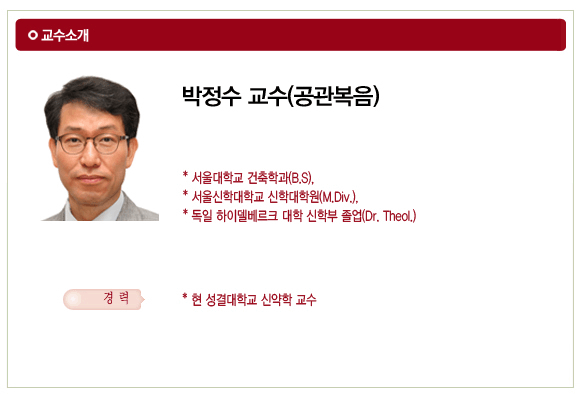 교수소개
박정수 교수(공관복음)
* 서울대학교 건축학과(B.S),
* 서울신학대학교 신학대학원(M.Div.),
* 독일 하이델베르크 대학 신학부 졸업(Dr. Theol.)
경 력
* 현 성결대학교 신약학 교수